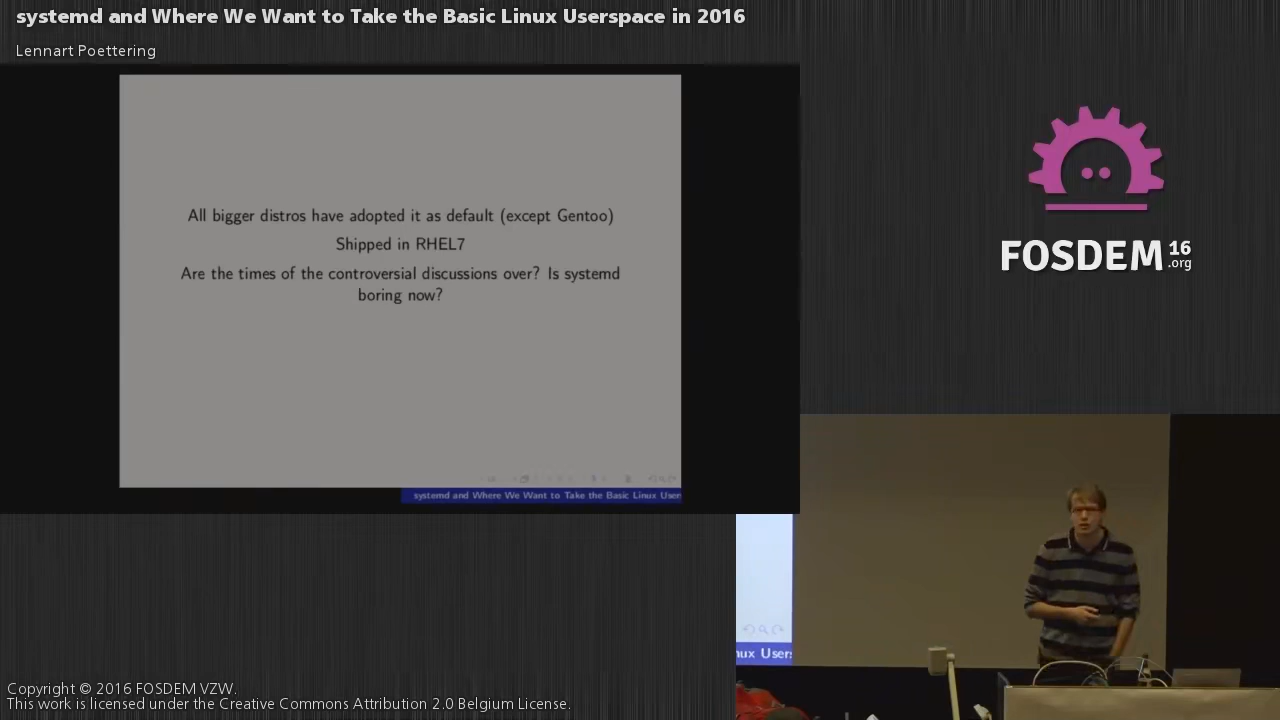 systemd and Where We Want to Take the Basic Linux Userspace in 2016
Lennart Poettering
All bigger distros have adopted it as default (except Gentoo)
Shipped in RHEL7
Are the times of the controversial discussions over? Is systemd
boring now?
systemd and Where We Want to Take the Basic Linux User
FOSDEM 16
.org
nux Users
Copyright © 2016 FOSDEM VZW.
This work is licensed under the Creative Commons Attribution 2.0 Belgium License.